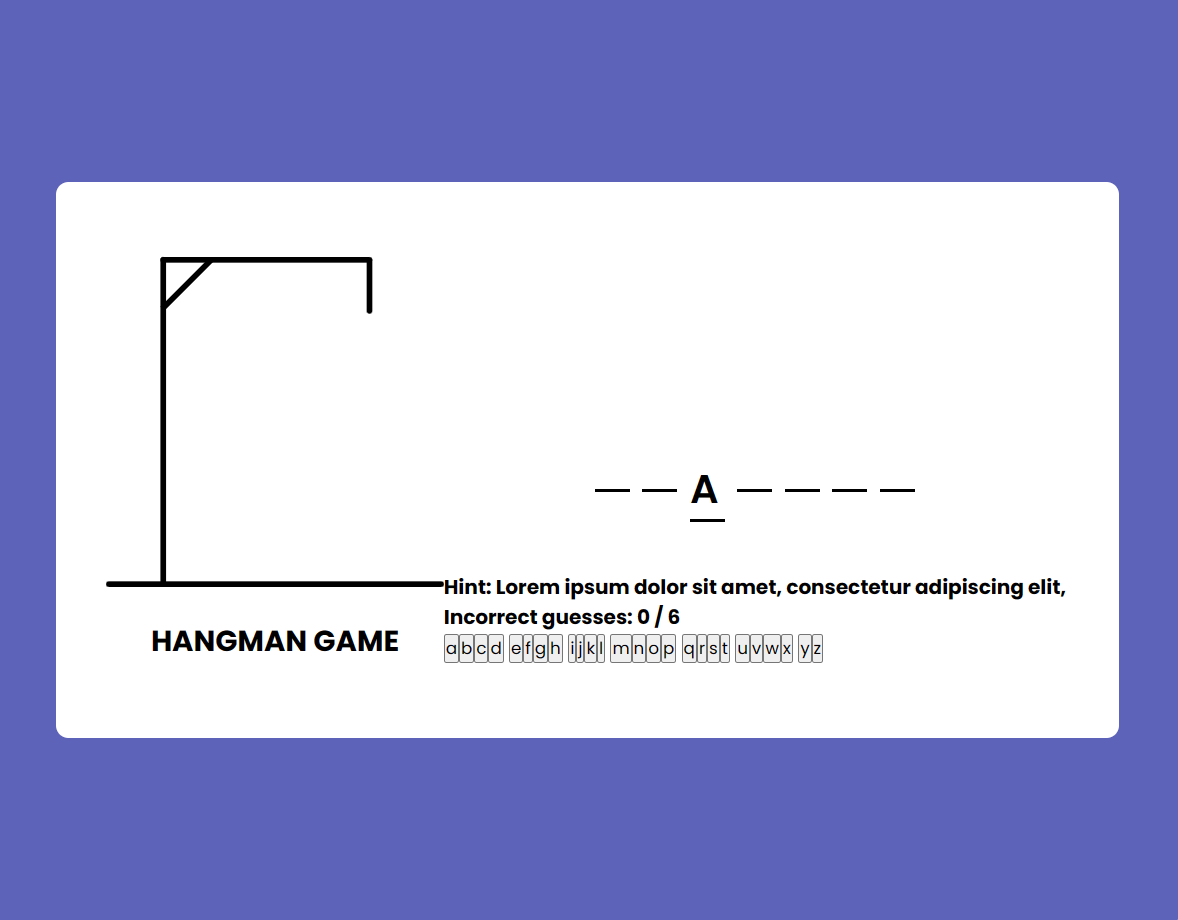 A
Hint: Lorem ipsum dolor sit amet, consectetur adipiscing elit,
Incorrect guesses: 0 / 6
HANGMAN GAME
a b c d e f g h i j k l m n o p q r s t u v w x y z